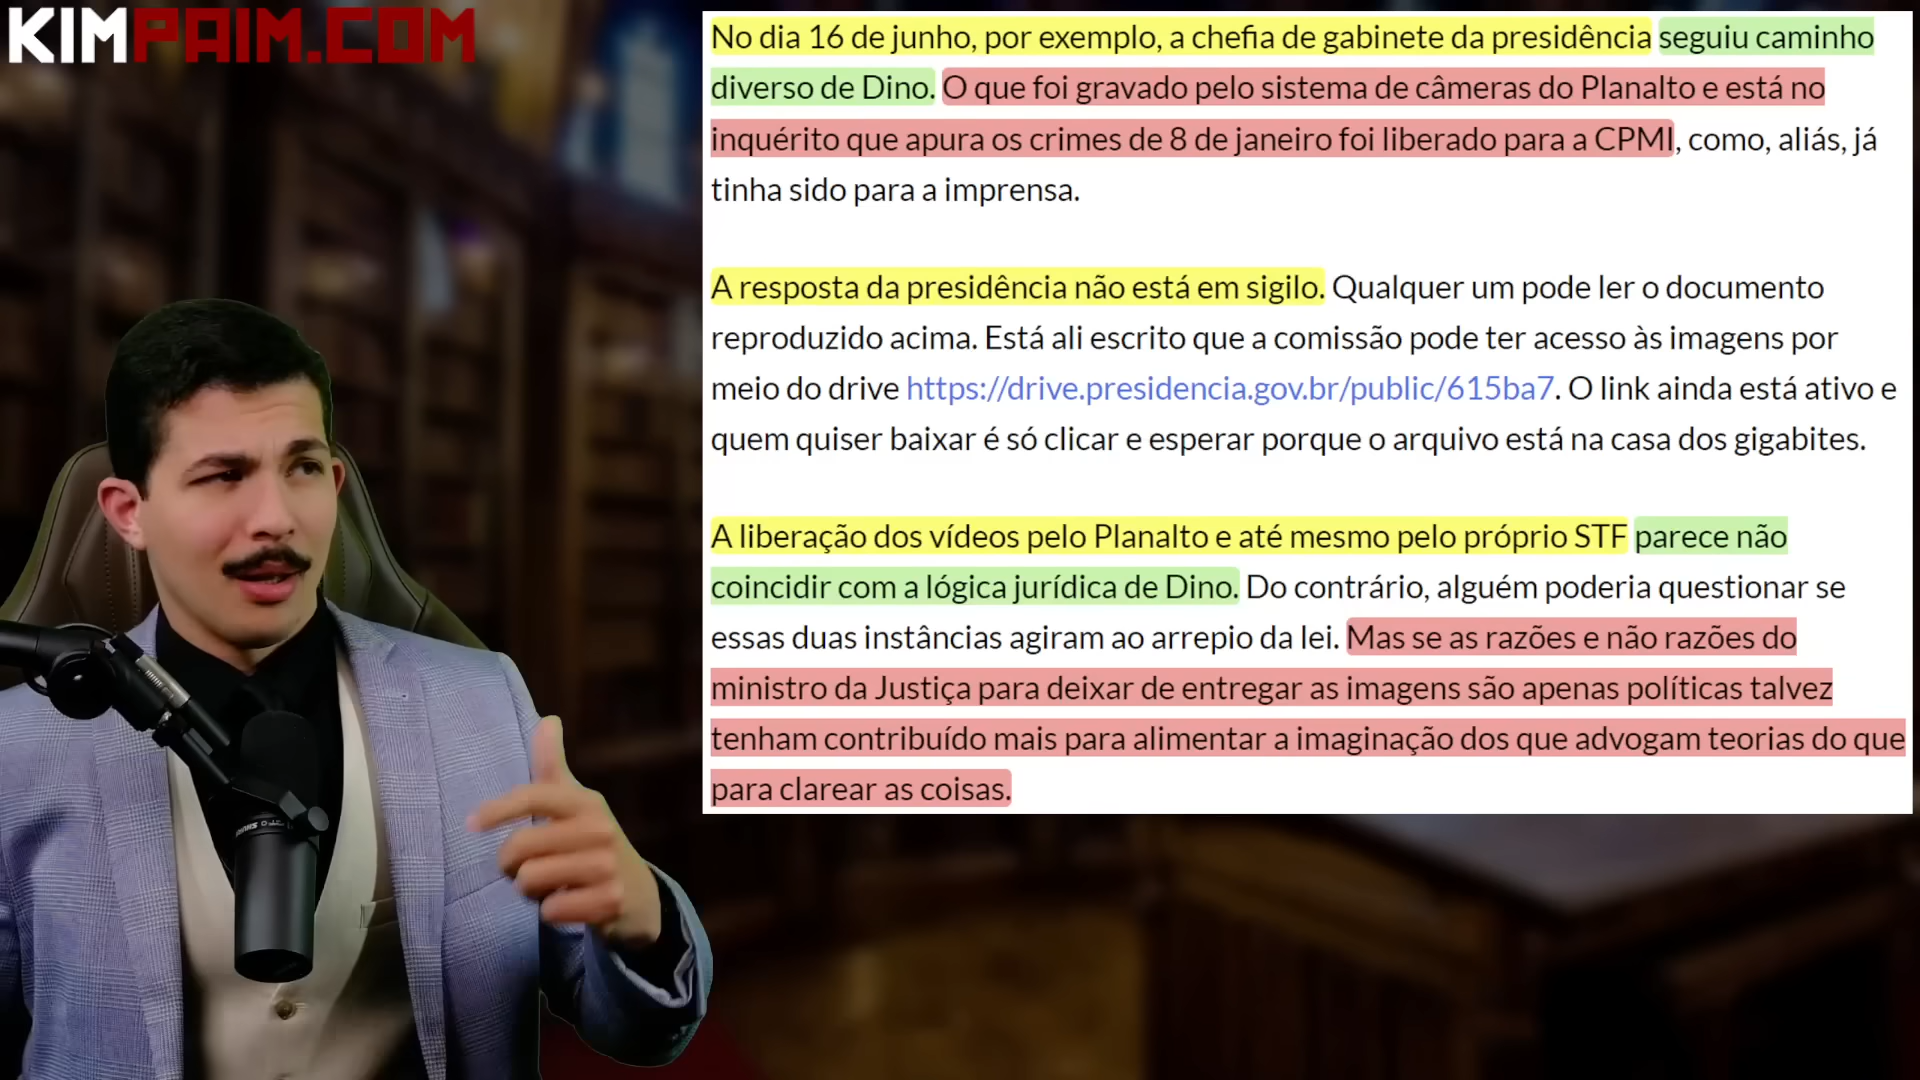 KIMPAIM.COM
No dia 16 de junho, por exemplo, a chefia de gabinete da presidência seguiu caminho
diverso de Dino. O que foi gravado pelo sistema de câmeras do Planalto e está no
inquérito que apura os crimes de 8 de janeiro foi liberado para a CPMI, como, aliás, já
tinha sido para a imprensa.
A resposta da presidência não está em sigilo. Qualquer um pode ler o documento
reproduzido acima. Está ali escrito que a comissão pode ter acesso às imagens por
meio do drive https://drive.presidencia.gov.br/public/615ba7. O link ainda está ativo e
quem quiser baixar é só clicar e esperar porque o arquivo está na casa dos gigabites.
A liberação dos vídeos pelo Planalto e até mesmo pelo próprio STF parece não
coincidir com a lógica jurídica de Dino. Do contrário, alguém poderia questionar se
essas duas instâncias agiram ao arrepio da lei. Mas se as razões e não razões do
ministro da Justiça para deixar de entregar as imagens são apenas políticas talvez
tenham contribuído mais para alimentar a imaginação dos que advogam teorias do que
para clarear as coisas.